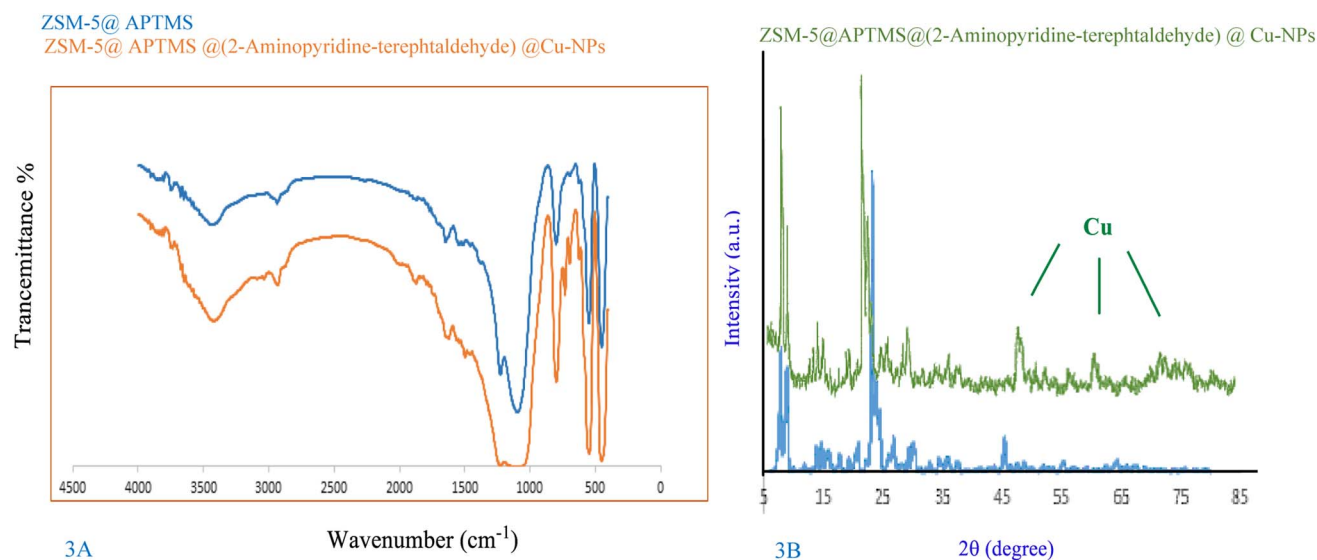 ZSM-5@ APTMS
ZSM-5@ APTMS @(2-Aminopyridine-terephtaldehyde) @Cu-NPs
Trancemittance %
4500 4000 3500 3000 2500 2000 1500 1000 500 0
Wavenumber (cm⁻¹)
3A
ZSM-5@APTMS@(2-Aminopyridine-terephtaldehyde) @ Cu-NPs
Cu
Intensity (a.u.)
5 15 25 35 45 55 65 75 85
3B
2θ (degree)